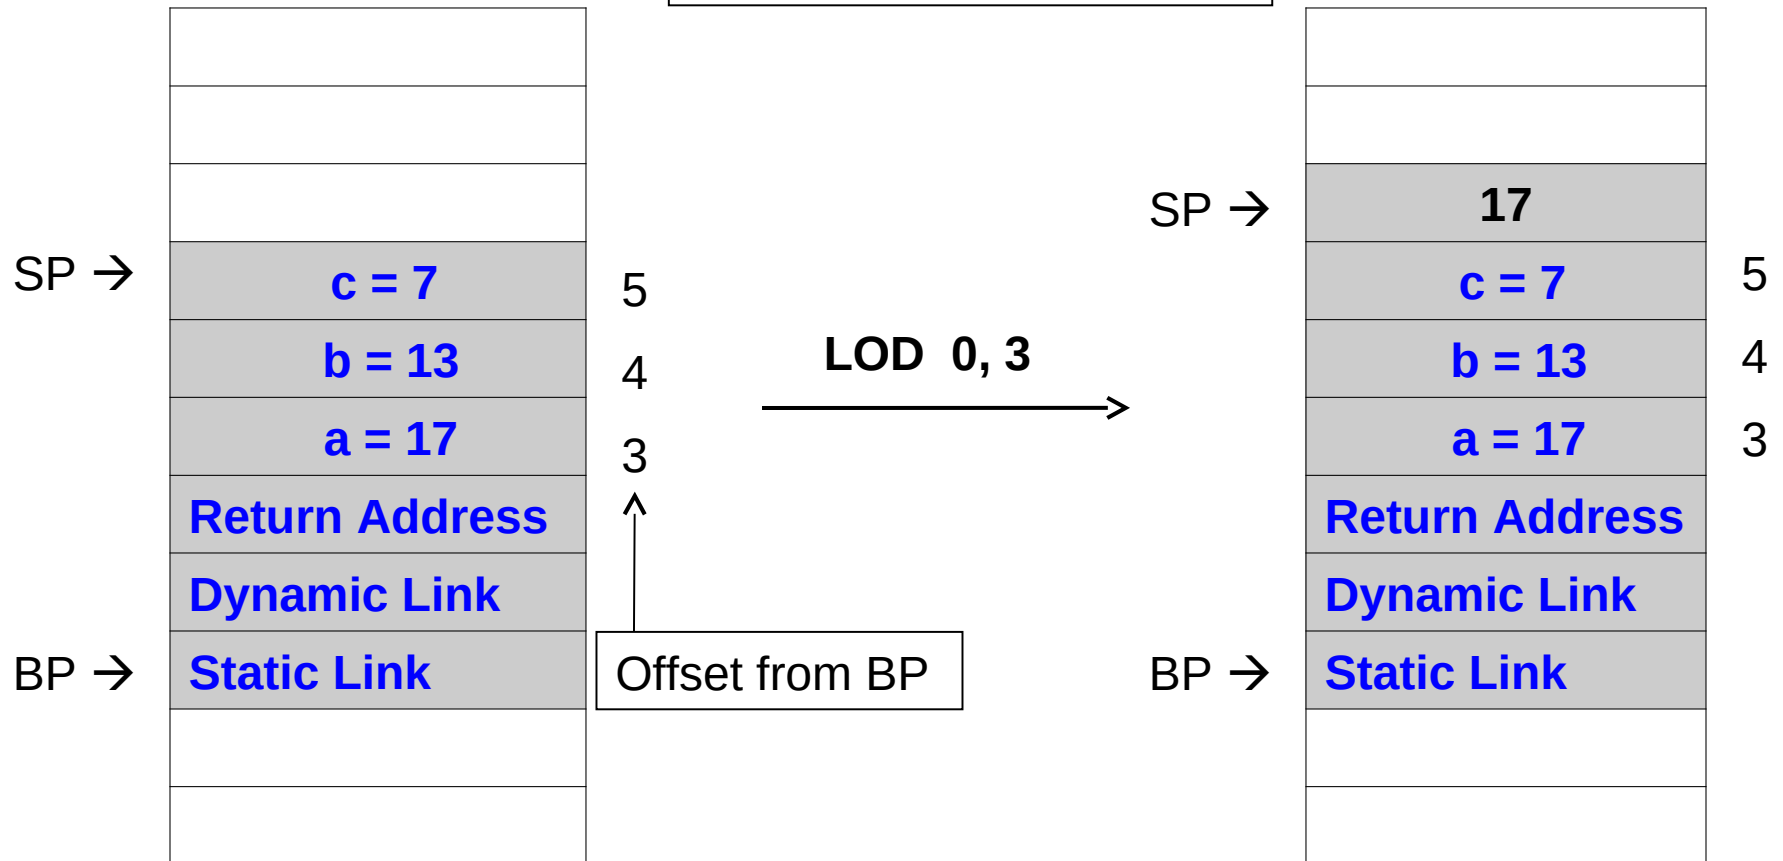 17
SP →
SP →
c = 7
5
c = 7
5
b = 13
4
LOD 0, 3
b = 13
4
a = 17
3
a = 17
3
Return Address
Return Address
Dynamic Link
Dynamic Link
BP →
Static Link
Offset from BP
BP →
Static Link